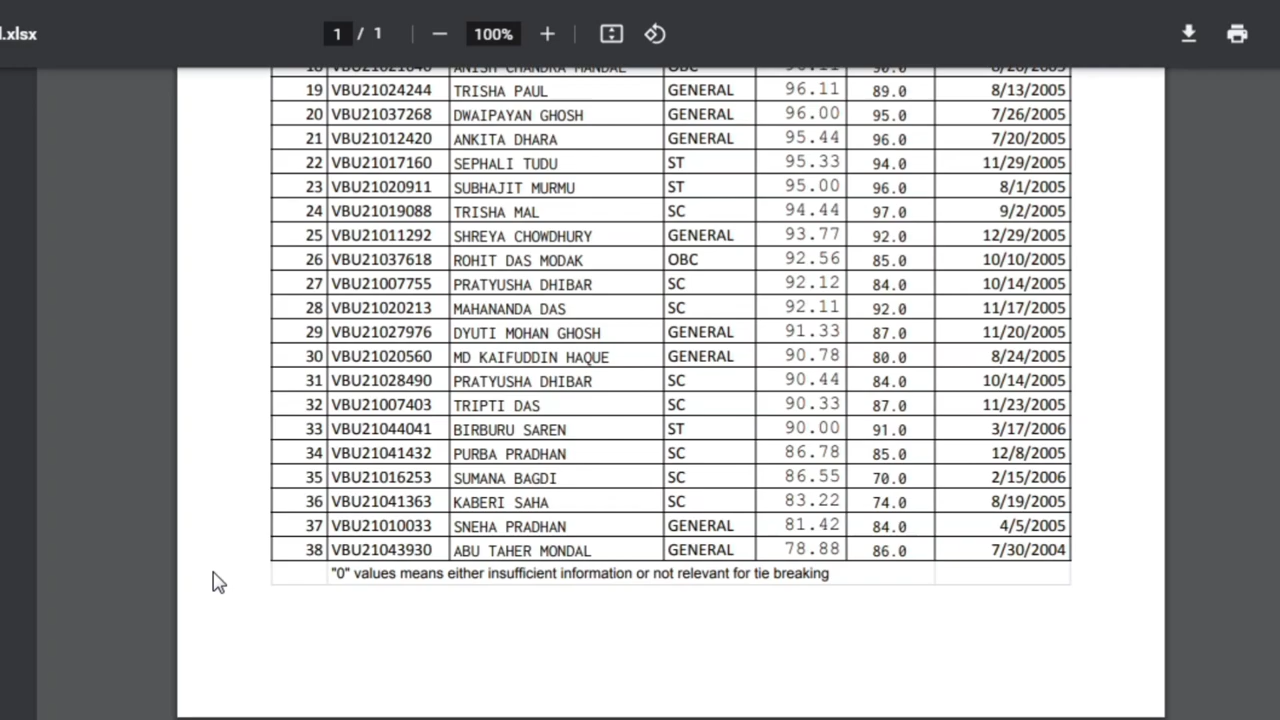 l.xlsx 1 / 1 100%
19 VBU21024244 TRISHA PAUL GENERAL 96.11 89.0 8/13/2005
20 VBU21037268 DWAIPAYAN GHOSH GENERAL 96.00 95.0 7/26/2005
21 VBU21012420 ANKITA DHARA GENERAL 95.44 96.0 7/20/2005
22 VBU21017160 SEPHALI TUDU ST 95.33 94.0 11/29/2005
23 VBU21020911 SUBHAJIT MURMU ST 95.00 96.0 8/1/2005
24 VBU21019088 TRISHA MAL SC 94.44 97.0 9/2/2005
25 VBU21011292 SHREYA CHOWDHURY GENERAL 93.77 92.0 12/29/2005
26 VBU21037618 ROHIT DAS MODAK OBC 92.56 85.0 10/10/2005
27 VBU21007755 PRATYUSHA DHIBAR SC 92.12 84.0 10/14/2005
28 VBU21020213 MAHANANDA DAS SC 92.11 92.0 11/17/2005
29 VBU21027976 DYUTI MOHAN GHOSH GENERAL 91.33 87.0 11/20/2005
30 VBU21020560 MD KAIFUDDIN HAQUE GENERAL 90.78 80.0 8/24/2005
31 VBU21028490 PRATYUSHA DHIBAR SC 90.44 84.0 10/14/2005
32 VBU21007403 TRIPTI DAS SC 90.33 87.0 11/23/2005
33 VBU21044041 BIRBURU SAREN ST 90.00 91.0 3/17/2006
34 VBU21041432 PURBA PRADHAN SC 86.78 85.0 12/8/2005
35 VBU21016253 SUMANA BAGDI SC 86.55 70.0 2/15/2006
36 VBU21041363 KABERI SAHA SC 83.22 74.0 8/19/2005
37 VBU21010033 SNEHA PRADHAN GENERAL 81.42 84.0 4/5/2005
38 VBU21043930 ABU TAHER MONDAL GENERAL 78.88 86.0 7/30/2004
"0" values means either insufficient information or not relevant for tie breaking